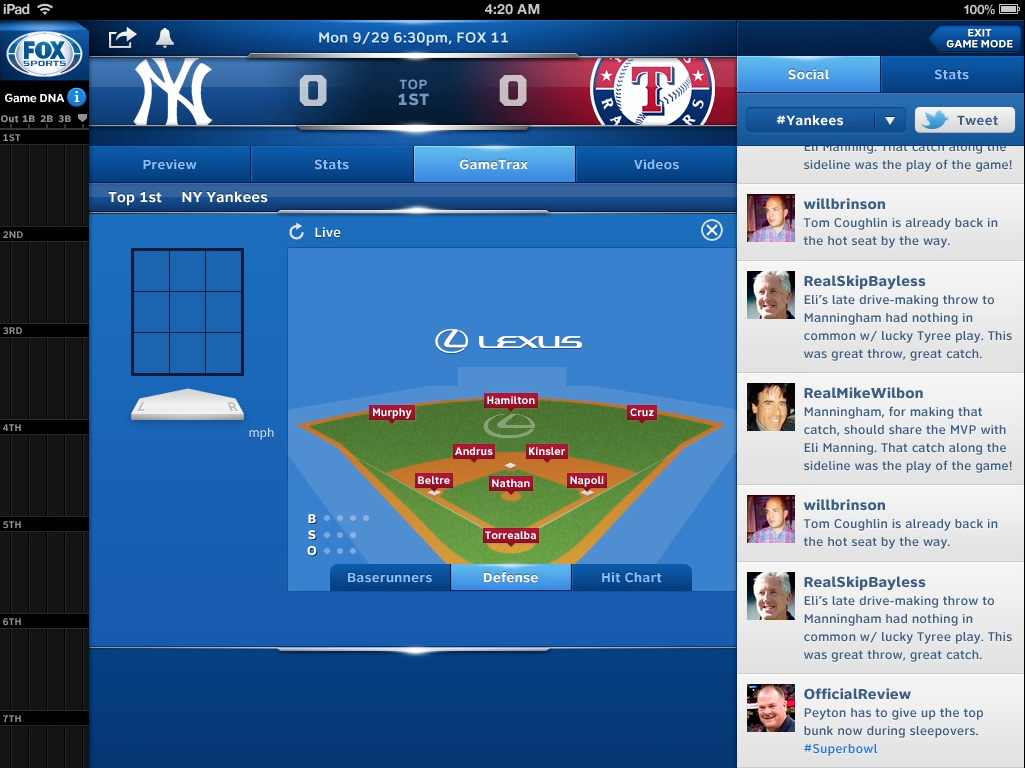 iPad
4:20 AM
100%
FOX
SPORTS
Mon 9/29 6:30pm, FOX 11
EXIT
GAME MODE
Game DNA i
Out 1B 2B 3B
0
TOP
1ST
0
T
Social
Stats
#Yankees
Tweet
Preview
Stats
GameTrax
Videos
Top 1st NY Yankees
Live
1ST
2ND
3RD
4TH
5TH
6TH
7TH
L
R
mph
LEXUS
Murphy
Hamilton
Cruz
Andrus
Kinsler
Beltre
Nathan
Napoli
Torrealba
B
S
O
Baserunners
Defense
Hit Chart
Eli Manning. That catch along the
sideline was the play of the game!
willbrinson
Tom Coughlin is already back in
the hot seat by the way.
RealSkipBayless
Eli's late drive-making throw to
Manningham had nothing in
common w/ lucky Tyree play. This
was great throw, great catch.
RealMikeWilbon
Manningham, for making that
catch, should share the MVP with
Eli Manning. That catch along the
sideline was the play of the game!
willbrinson
Tom Coughlin is already back in
the hot seat by the way.
RealSkipBayless
Eli's late drive-making throw to
Manningham had nothing in
common w/ lucky Tyree play. This
was great throw, great catch.
OfficialReview
Peyton has to give up the top
bunk now during sleepovers.
#Superbowl